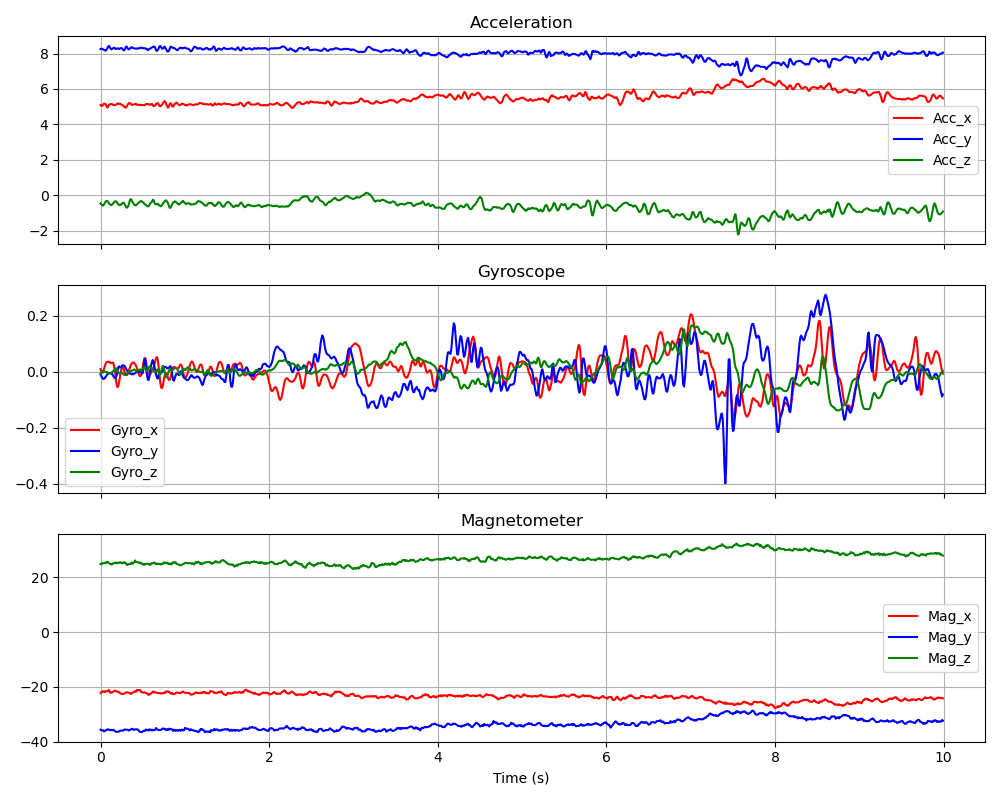 Acceleration
8
6
4
2
0
−2
Acc_x
Acc_y
Acc_z
Gyroscope
0.2
0.0
−0.2
−0.4
Gyro_x
Gyro_y
Gyro_z
Magnetometer
20
0
−20
−40
Mag_x
Mag_y
Mag_z
0 2 4 6 8 10
Time (s)